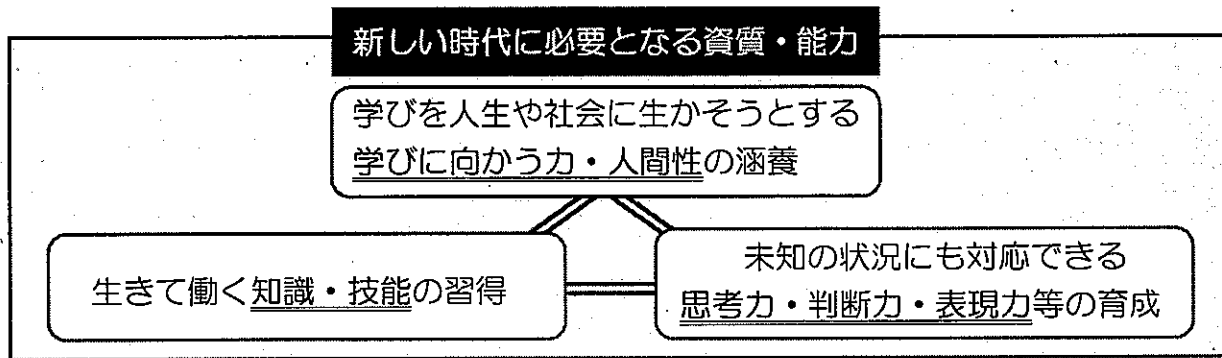 新しい時代に必要となる資質・能力
学びを人生や社会に生かそうとする
学びに向かう力・人間性の涵養
生きて働く知識・技能の習得
未知の状況にも対応できる
思考力・判断力・表現力等の育成